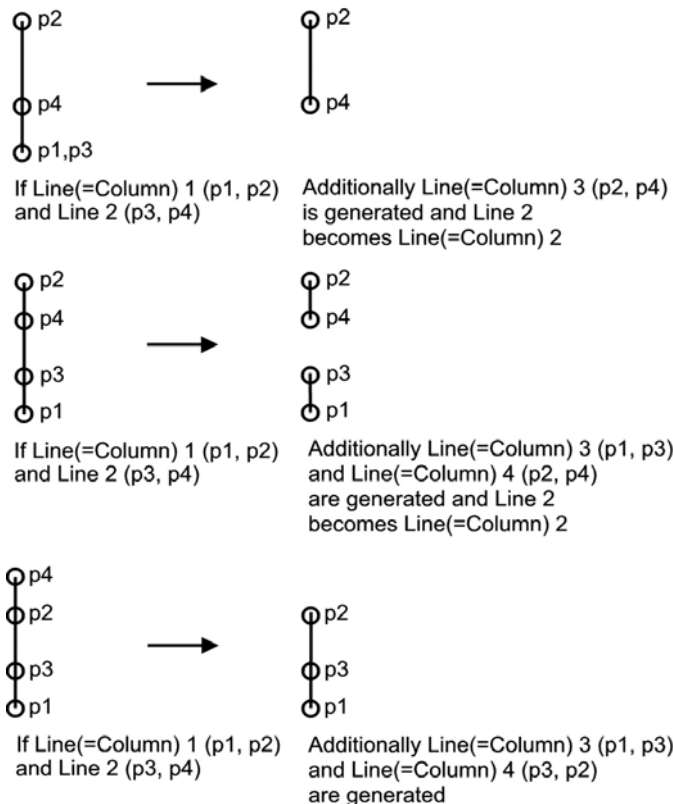 p2
p4
p1,p3
If Line(=Column) 1 (p1, p2)
and Line 2 (p3, p4)
p2
p4
Additionally Line(=Column) 3 (p2, p4)
is generated and Line 2
becomes Line(=Column) 2
p2
p4
p3
p1
If Line(=Column) 1 (p1, p2)
and Line 2 (p3, p4)
p2
p4
p3
p1
Additionally Line(=Column) 3 (p1, p3)
and Line(=Column) 4 (p2, p4)
are generated and Line 2
becomes Line(=Column) 2
p4
p2
p3
p1
If Line(=Column) 1 (p1, p2)
and Line 2 (p3, p4)
p2
p3
p1
Additionally Line(=Column) 3 (p1, p3)
and Line(=Column) 4 (p3, p2)
are generated